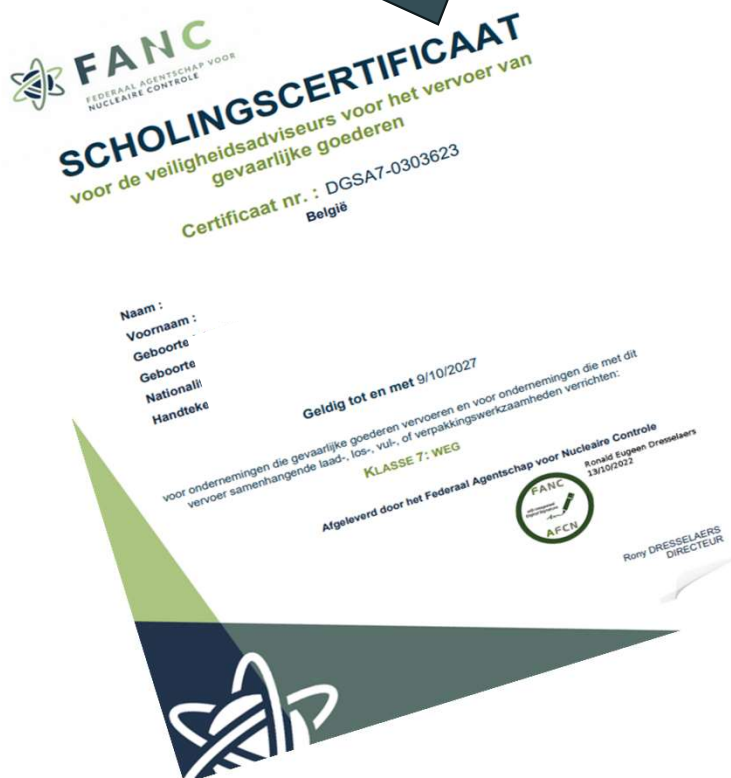 FANC
FEDERAAL AGENTSCHAP VOOR
NUCLEAIRE CONTROLE
SCHOLINGSCERTIFICAAT
voor de veiligheidsadviseurs voor het vervoer van
gevaarlijke goederen
Certificaat nr. : DGSA7-0303623
België
Naam :
Voornaam :
Geboorte
Geboorte
Nationali
Handteke
Geldig tot en met 9/10/2027
voor ondernemingen die gevaarlijke goederen vervoeren en voor ondernemingen die met dit
vervoer samenhangende laad-, los-, vul-, of verpakkingswerkzaamheden verrichten:
KLASSE 7: WEG
Afgeleverd door het Federaal Agentschap voor Nucleaire Controle
FANC
AFCN
Ronald Eugeen Dresselaers
13/10/2022
Rony DRESSELAERS
DIRECTEUR